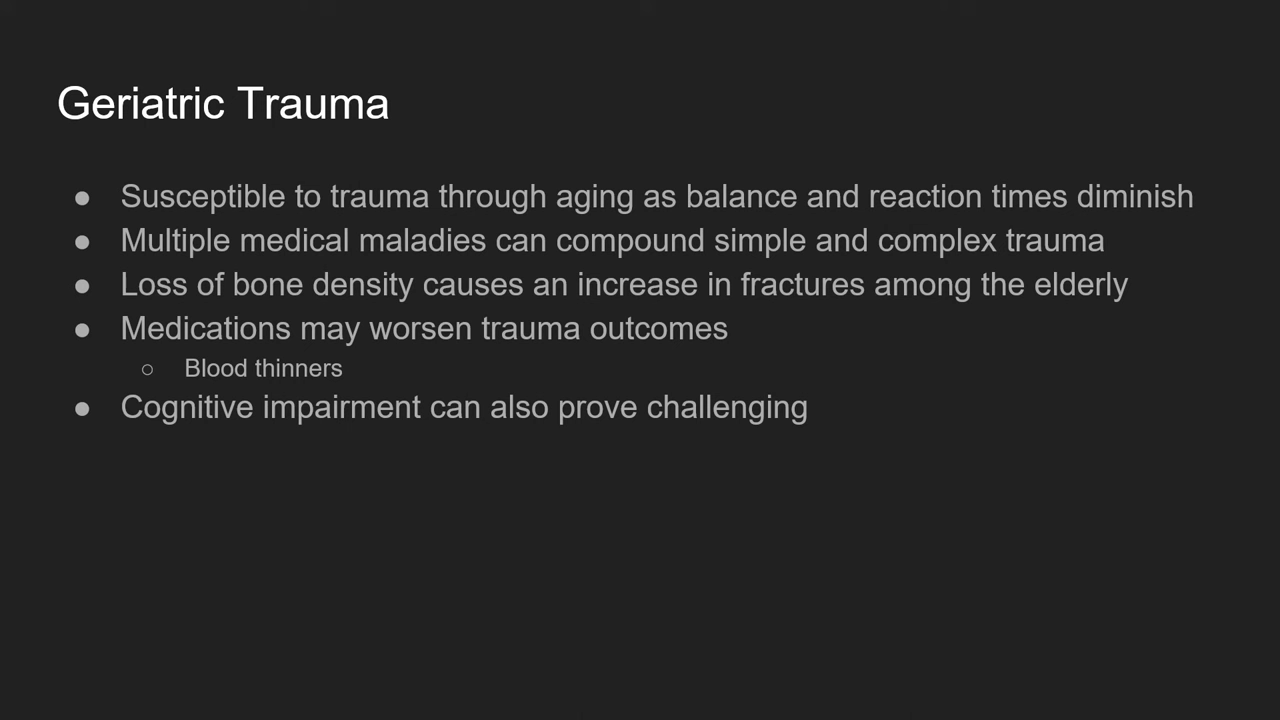 Geriatric Trauma
● Susceptible to trauma through aging as balance and reaction times diminish
● Multiple medical maladies can compound simple and complex trauma
● Loss of bone density causes an increase in fractures among the elderly
● Medications may worsen trauma outcomes
○ Blood thinners
● Cognitive impairment can also prove challenging